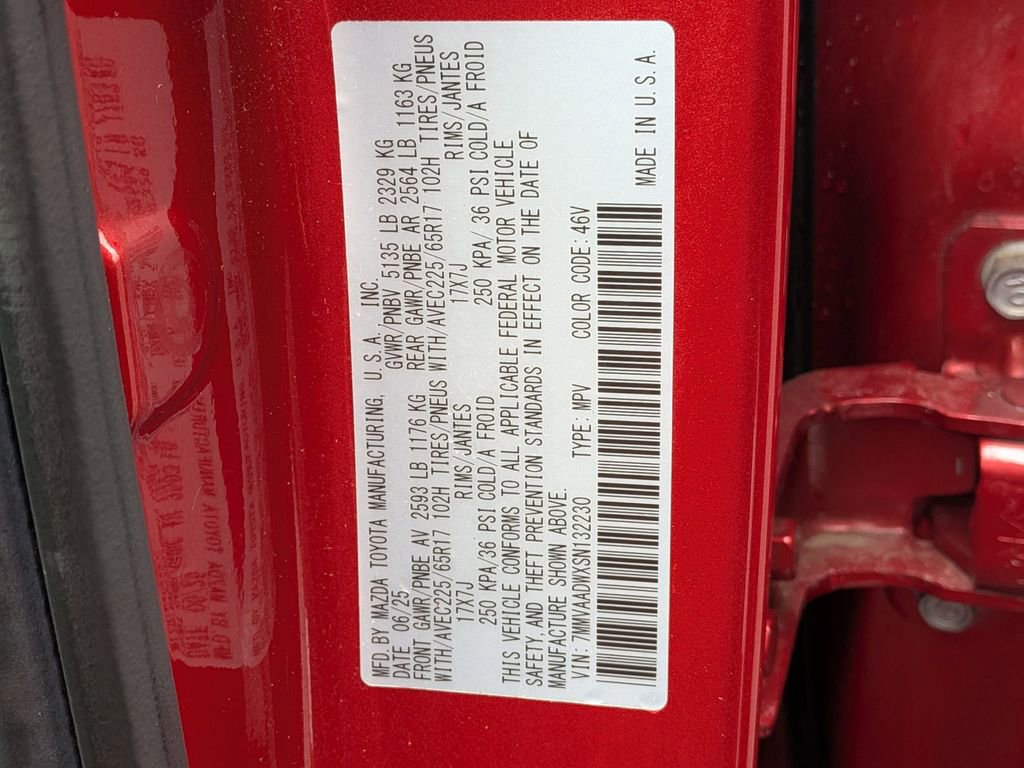 MFD. BY MAZDA TOYOTA MANUFACTURING, U.S.A. INC.
DATE 06/25 GVWR/PNBV 5135 LB 2329 KG
FRONT GAWR/PNBE AV 2593 LB 1176 KG REAR GAWR/PNBE AR 2564 LB 1163 KG
WITH/AVEC225/65R17 102H TIRES/PNEUS WITH/AVEC225/65R17 102H TIRES/PNEUS
17X7J RIMS/JANTES 17X7J RIMS/JANTES
250 KPA/36 PSI COLD/A FROID 250 KPA/ 36 PSI COLD/A FROID
THIS VEHICLE CONFORMS TO ALL APPLICABLE FEDERAL MOTOR VEHICLE
SAFETY, AND THEFT PREVENTION STANDARDS IN EFFECT ON THE DATE OF
MANUFACTURE SHOWN ABOVE.
VIN: 7MMVAADWXSN132230 TYPE: MPV COLOR CODE: 46V
MADE IN U.S.A.